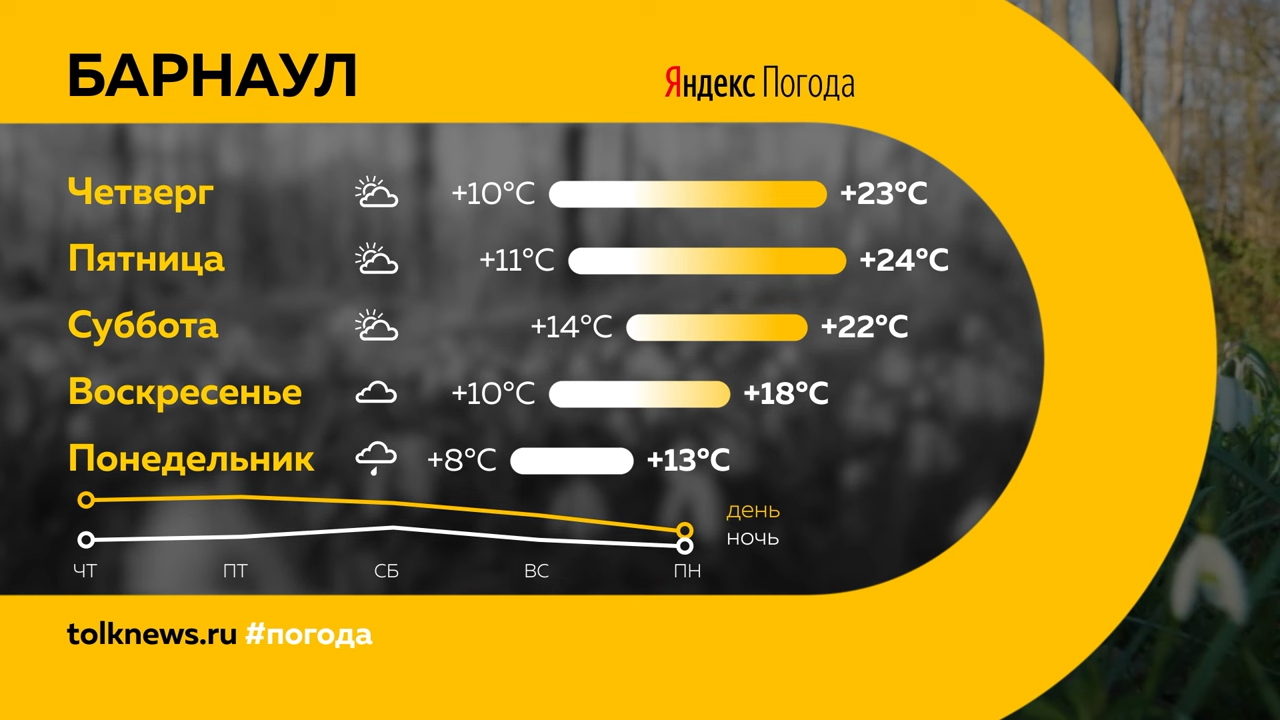 БАРНАУЛ
Яндекс Погода
Четверг +10°C +23°C
Пятница +11°C +24°C
Суббота +14°C +22°C
Воскресенье +10°C +18°C
Понедельник +8°C +13°C
день
ночь
ЧТ ПТ СБ ВС ПН
tolknews.ru #погода